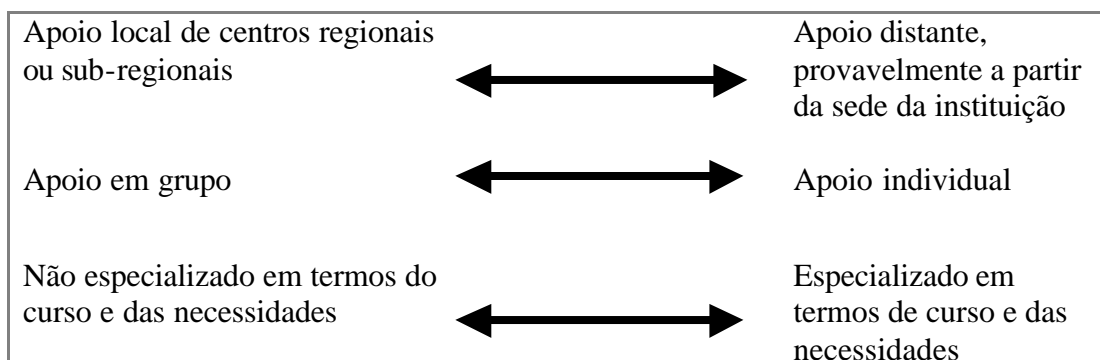 Apoio local de centros regionais
ou sub-regionais
Apoio distante,
provavelmente a partir
da sede da instituição
Apoio em grupo
Apoio individual
Não especializado em termos do
curso e das necessidades
Especializado em
termos de curso e das
necessidades